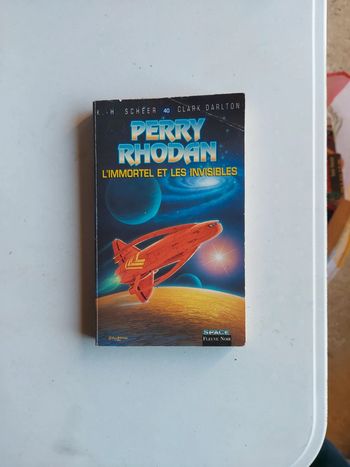 K.-H. SCHEER 40 CLARK DARLTON
PERRY
RHODAN
L'IMMORTEL ET LES INVISIBLES
SPACE
FLEUVE NOIR